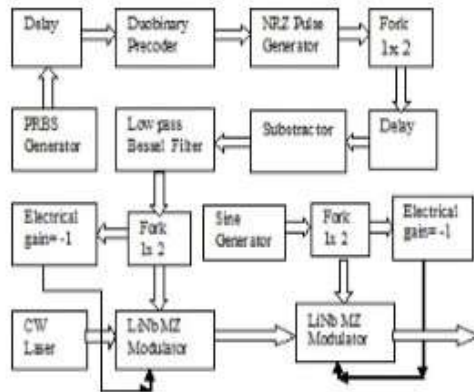 Delay
Duobinary
Precoder
NRZ Pulse
Generator
Fork
1x 2
PRBS
Generator
Low pass
Bessel Filter
Substractor
Delay
Electrical
gain= -1
Fork
1x 2
Sine
Generator
Fork
1x 2
Electrical
gain= -1
CW
Laser
LiNb MZ
Modulator
LiNb MZ
Modulator